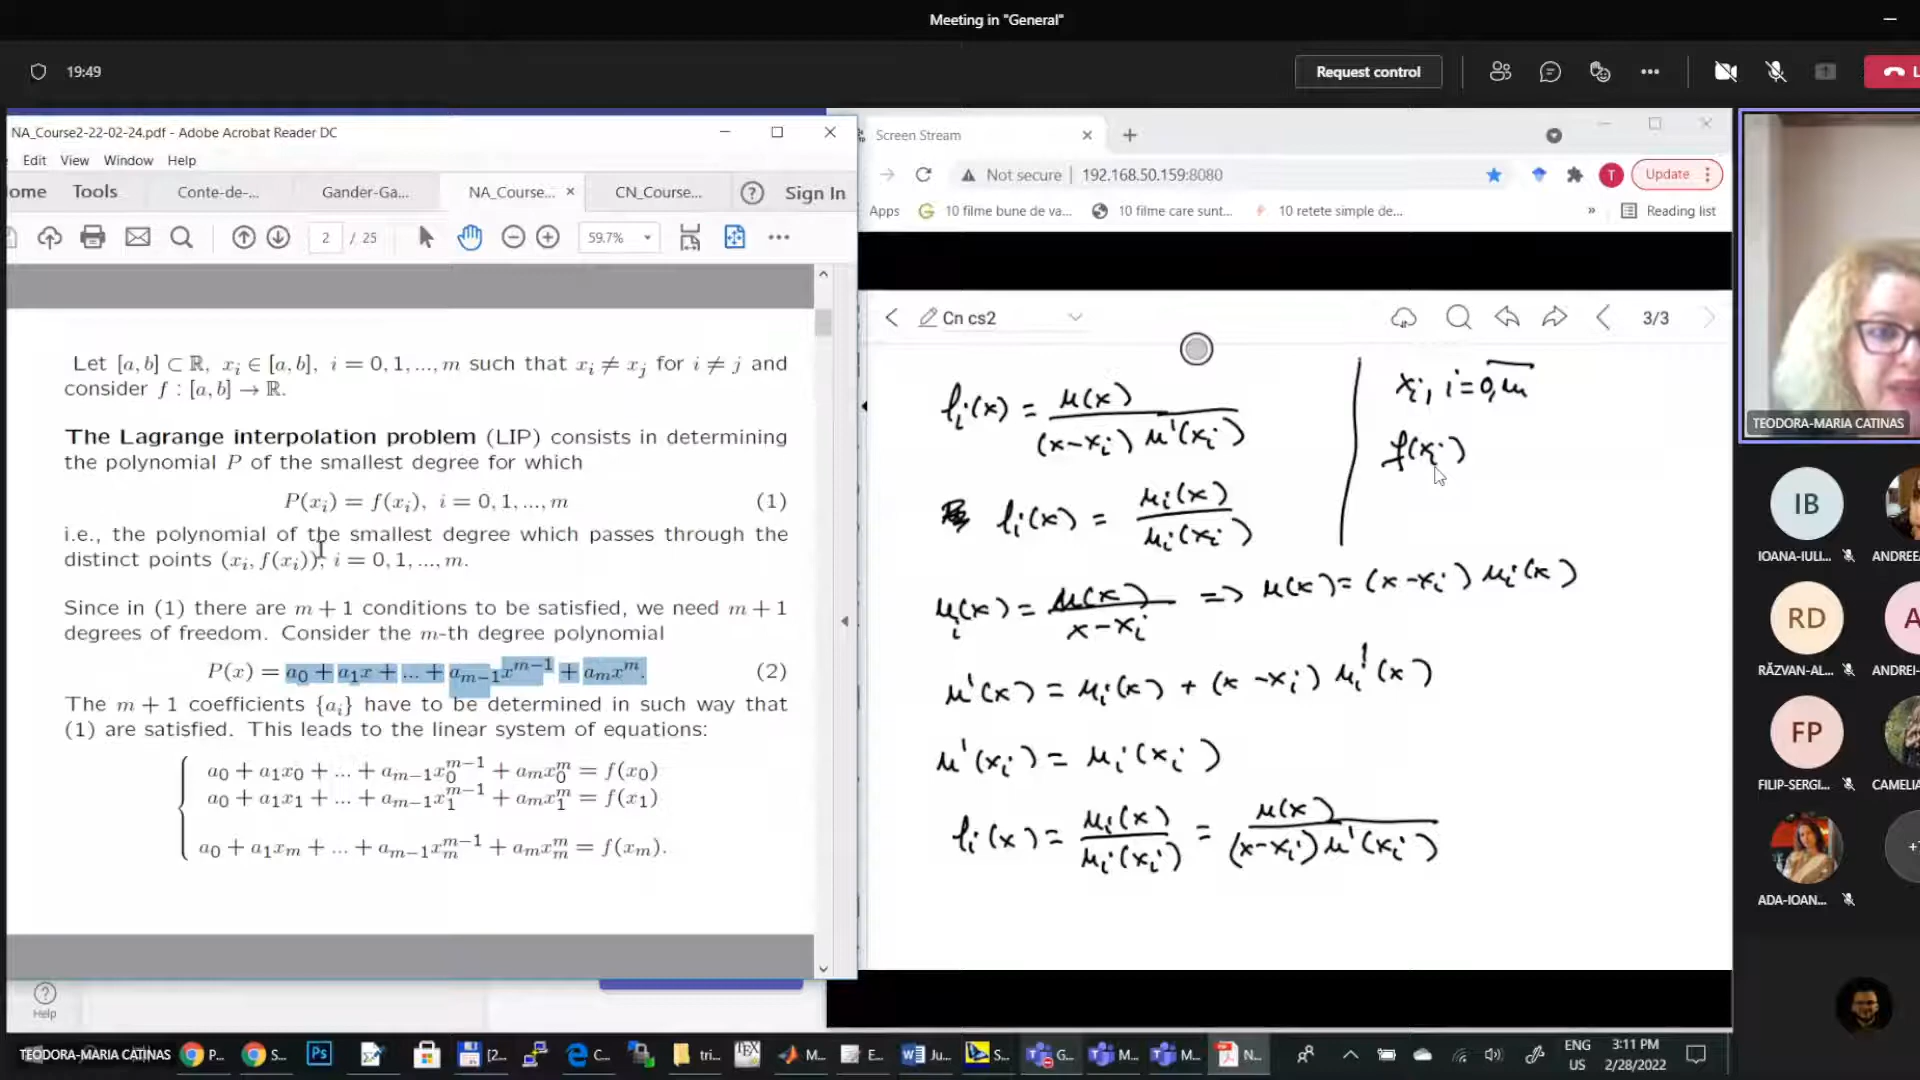 Meeting in "General"
19:49
Request control
NA_Course2-22-02-24.pdf - Adobe Acrobat Reader DC
Edit View Window Help
ome Tools Conte-de-... Gander-Ga... NA_Course... CN_Course... Sign In
2 / 25 59.7%
Let [a, b] ⊂ ℝ, xᵢ ∈ [a, b], i = 0, 1, ..., m such that xᵢ ≠ xⱼ for i ≠ j and
consider f : [a, b] → ℝ.
The Lagrange interpolation problem (LIP) consists in determining
the polynomial P of the smallest degree for which
P(xᵢ) = f(xᵢ), i = 0, 1, ..., m (1)
i.e., the polynomial of the smallest degree which passes through the
distinct points (xᵢ, f(xᵢ)), i = 0, 1, ..., m.
Since in (1) there are m + 1 conditions to be satisfied, we need m + 1
degrees of freedom. Consider the m-th degree polynomial
P(x) = a₀ + a₁x + ... + aₘ₋₁xᵐ⁻¹ + aₘxᵐ. (2)
The m + 1 coefficients {aᵢ} have to be determined in such way that
(1) are satisfied. This leads to the linear system of equations:
a₀ + a₁x₀ + ... + aₘ₋₁x₀ᵐ⁻¹ + aₘx₀ᵐ = f(x₀)
a₀ + a₁x₁ + ... + aₘ₋₁x₁ᵐ⁻¹ + aₘx₁ᵐ = f(x₁)
a₀ + a₁xₘ + ... + aₘ₋₁xₘᵐ⁻¹ + aₘxₘᵐ = f(xₘ).
Help
Screen Stream
Not secure 192.168.50.159:8080 Update
Apps 10 filme bune de va... 10 filme care sunt... 10 retete simple de... » Reading list
Cn cs2 3/3
lᵢ(x) = u(x) / (x-xᵢ) u'(xᵢ)
xᵢ, i=0,m
f(xᵢ)
lᵢ(x) = uᵢ(x) / uᵢ(xᵢ)
uᵢ(x) = u(x) / x-xᵢ => u(x) = (x-xᵢ) uᵢ(x)
u'(x) = uᵢ(x) + (x-xᵢ) uᵢ'(x)
u'(xᵢ) = uᵢ(xᵢ)
lᵢ(x) = uᵢ(x) / uᵢ(xᵢ) = u(x) / (x-xᵢ) u'(xᵢ)
TEODORA-MARIA CATINAS
IB
IOANA-IULI... ANDREE
RD A
RĂZVAN-AL... ANDREI-
FP
FILIP-SERGI... CAMELIA
ADA-IOAN...
TEODORA-MARIA CATINAS P... S... Ps [2... C... tri... TEX M... E... W Ju... S... G... M... M... N...
ENG
US
3:11 PM
2/28/2022